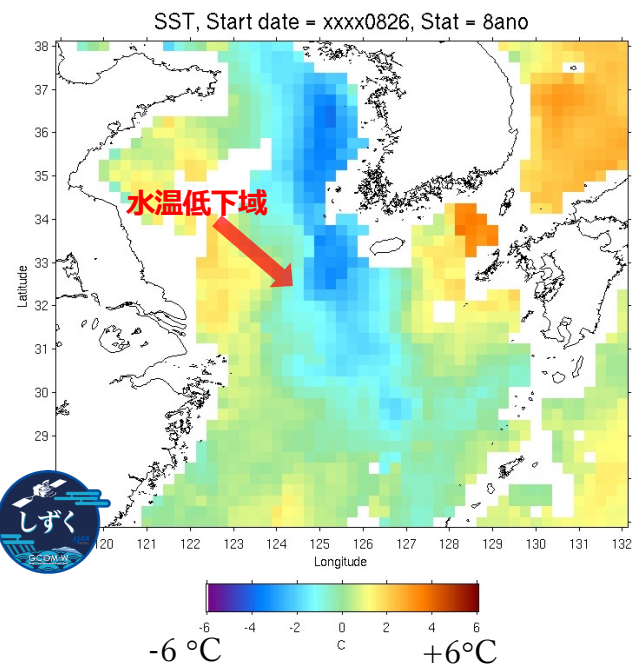 SST, Start date = xxxx0826, Stat = 8ano
38
37
36
35
34
33
32
31
30
29
水温低下域
Latitude
しずく
GCOM-W
120 121 122 123 124 125 126 127 128 129 130 131 132
Longitude
-6 -4 -2 0 2 4 6
C
-6 °C
+6°C